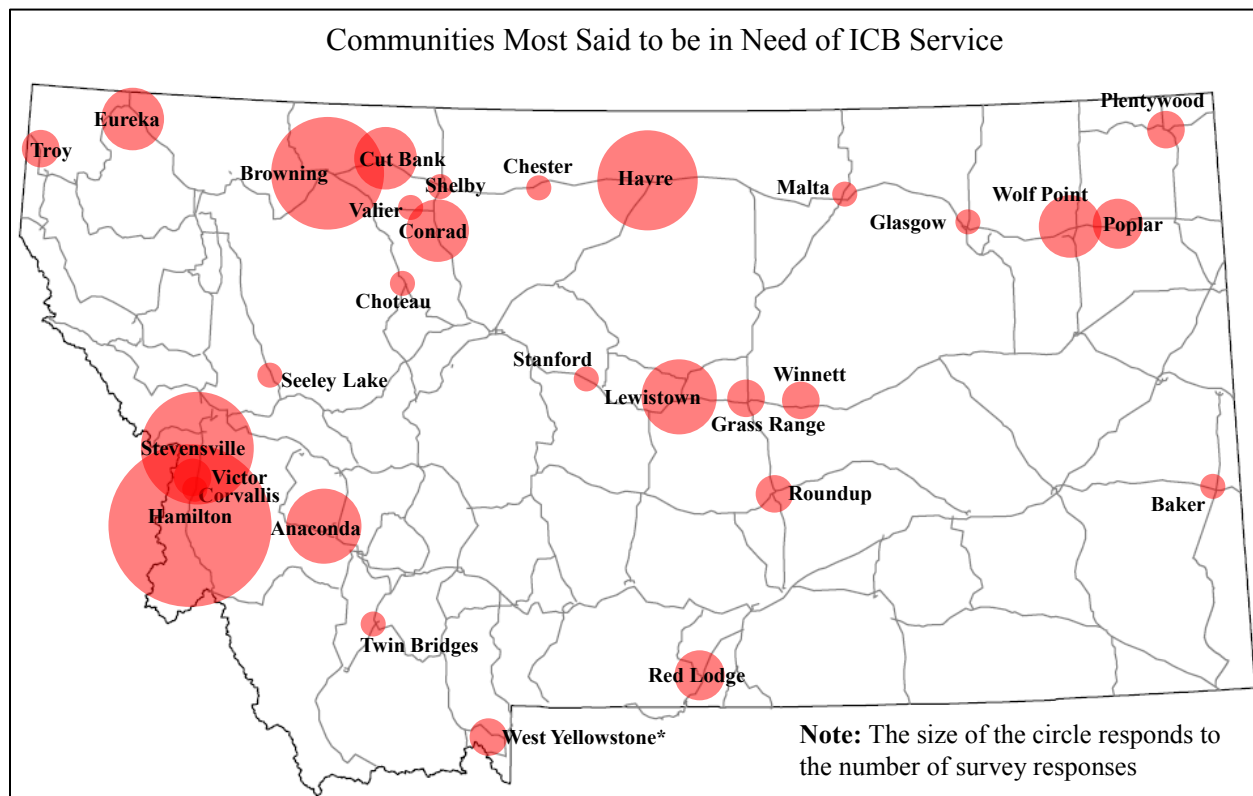 Communities Most Said to be in Need of ICB Service
Plentywood
Eureka
Troy
Cut Bank
Browning
Chester
Havre
Shelby
Malta
Wolf Point
Valier
Glasgow
Poplar
Conrad
Choteau
Stanford
Seeley Lake
Winnett
Lewistown
Grass Range
Stevensville
Victor
Corvallis
Roundup
Baker
Hamilton
Anaconda
Twin Bridges
Red Lodge
West Yellowstone*
Note: The size of the circle responds to
the number of survey responses